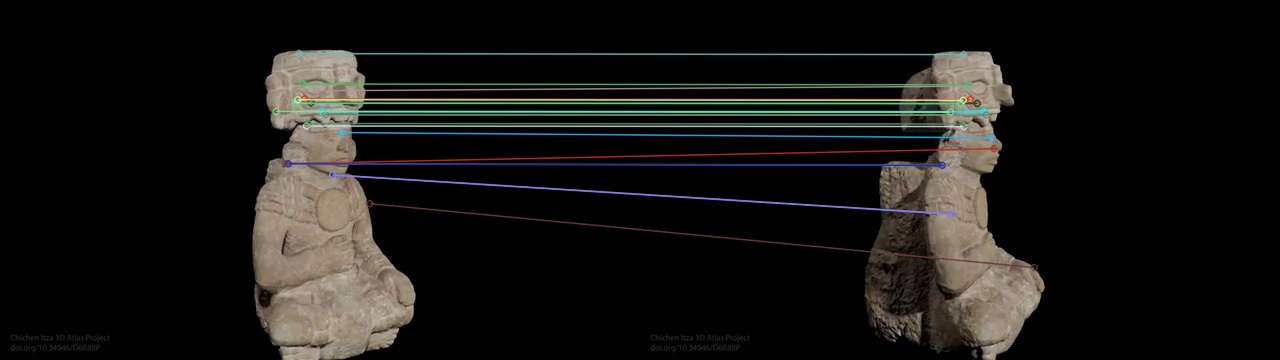 Chichen Itza 3D Atlas Project
doi.org/10.34946/D6B88P
Chichen Itza 3D Atlas Project
doi.org/10.34946/D6B88P